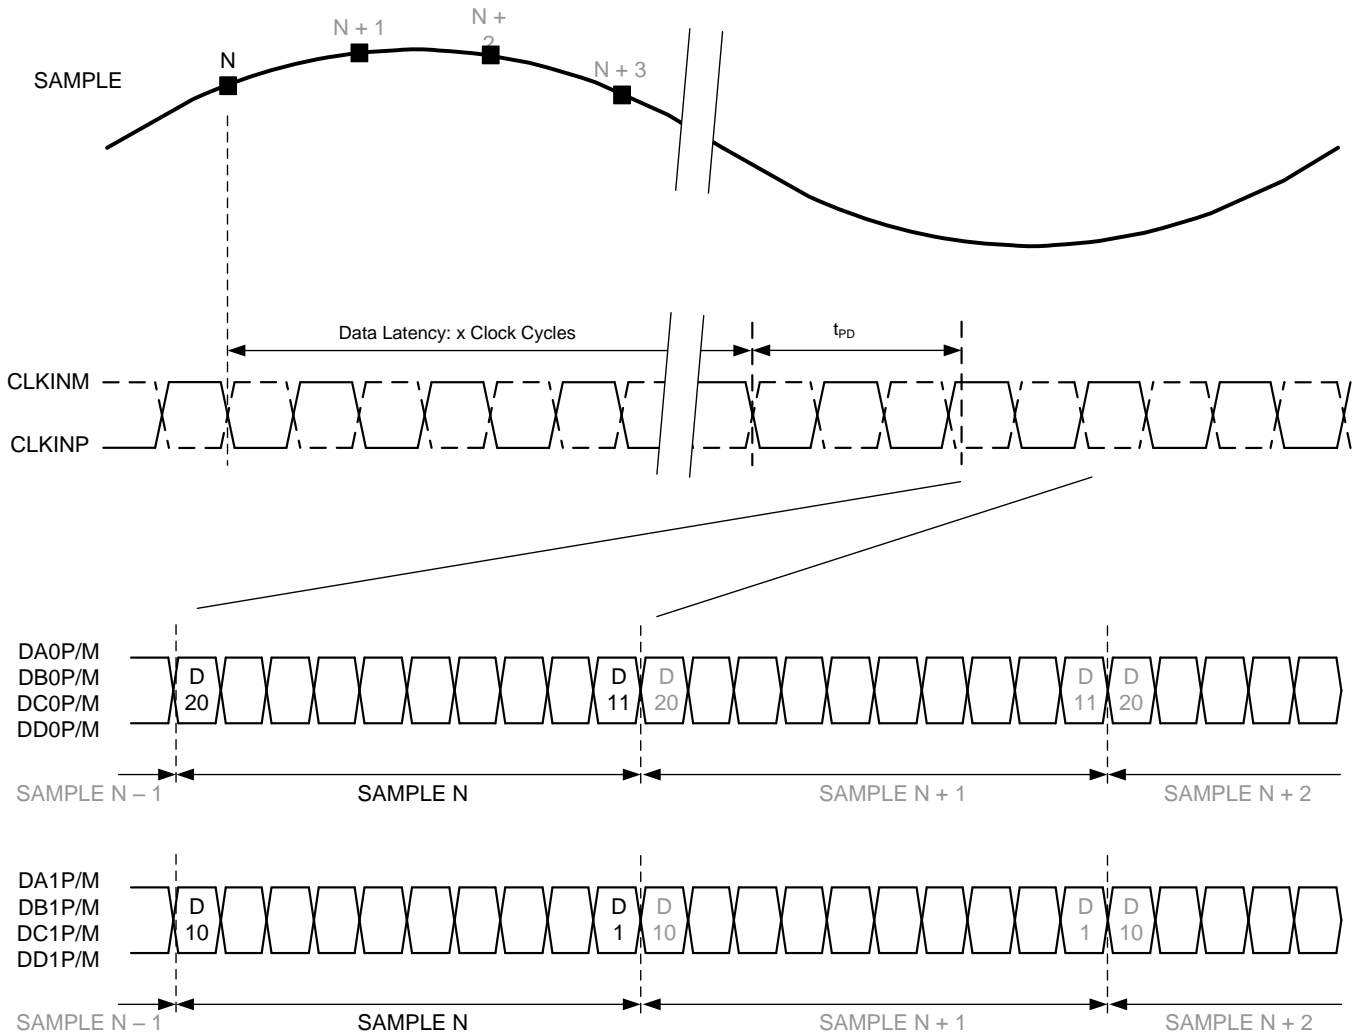 N +
N + 1
2
N
N + 3
SAMPLE
Data Latency: x Clock Cycles
tPD
CLKINM
CLKINP
DA0P/M
DB0P/M
DC0P/M
DD0P/M
D
20
D
11
D
20
D
11
D
20
SAMPLE N – 1
SAMPLE N
SAMPLE N + 1
SAMPLE N + 2
DA1P/M
DB1P/M
DC1P/M
DD1P/M
D
10
D
1
D
10
D
1
D
10
SAMPLE N – 1
SAMPLE N
SAMPLE N + 1
SAMPLE N + 2